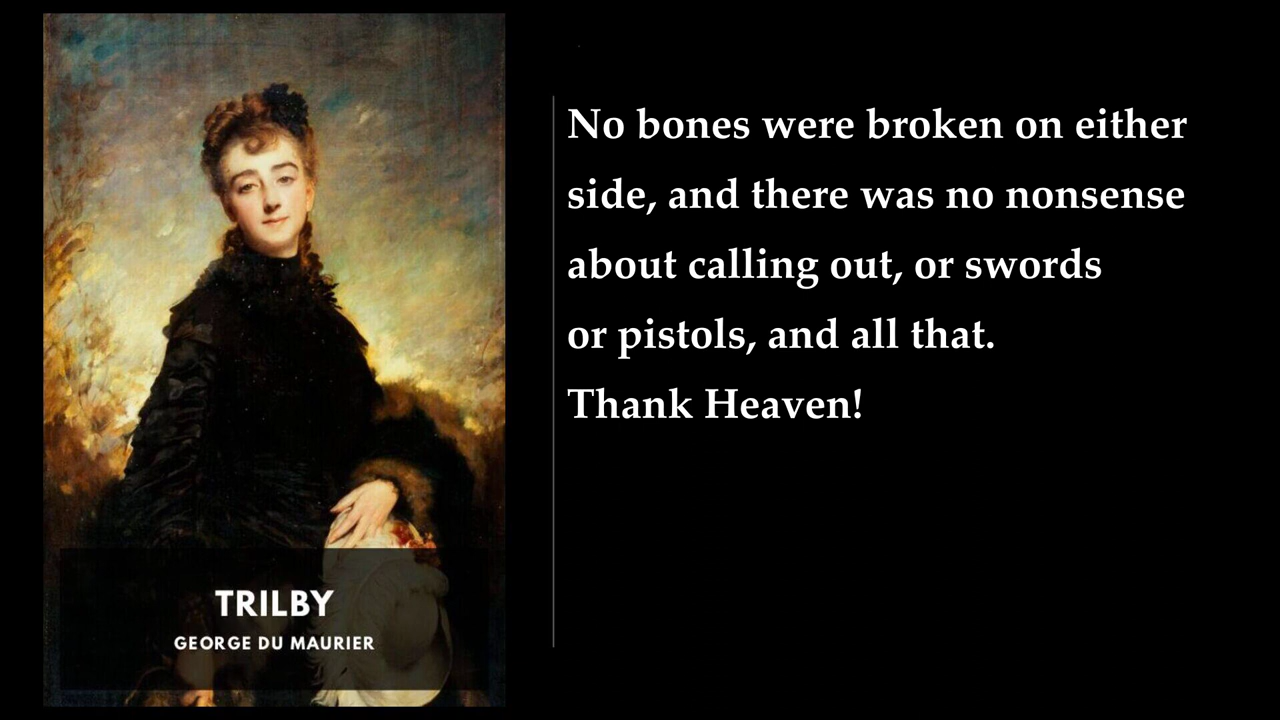 TRILBY
GEORGE DU MAURIER
No bones were broken on either
side, and there was no nonsense
about calling out, or swords
or pistols, and all that.
Thank Heaven!